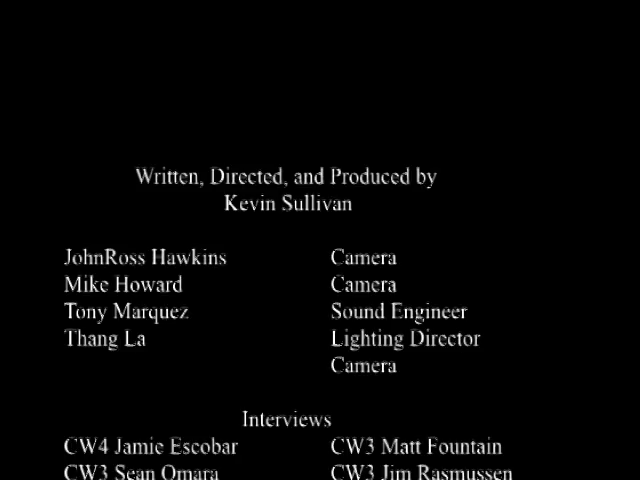 Written, Directed, and Produced by
Kevin Sullivan
JohnRoss Hawkins Camera
Mike Howard Camera
Tony Marquez Sound Engineer
Thang La Lighting Director
Camera
Interviews
CW4 Jamie Escobar CW3 Matt Fountain
CW3 Sean Omara CW3 Jim Rasmussen